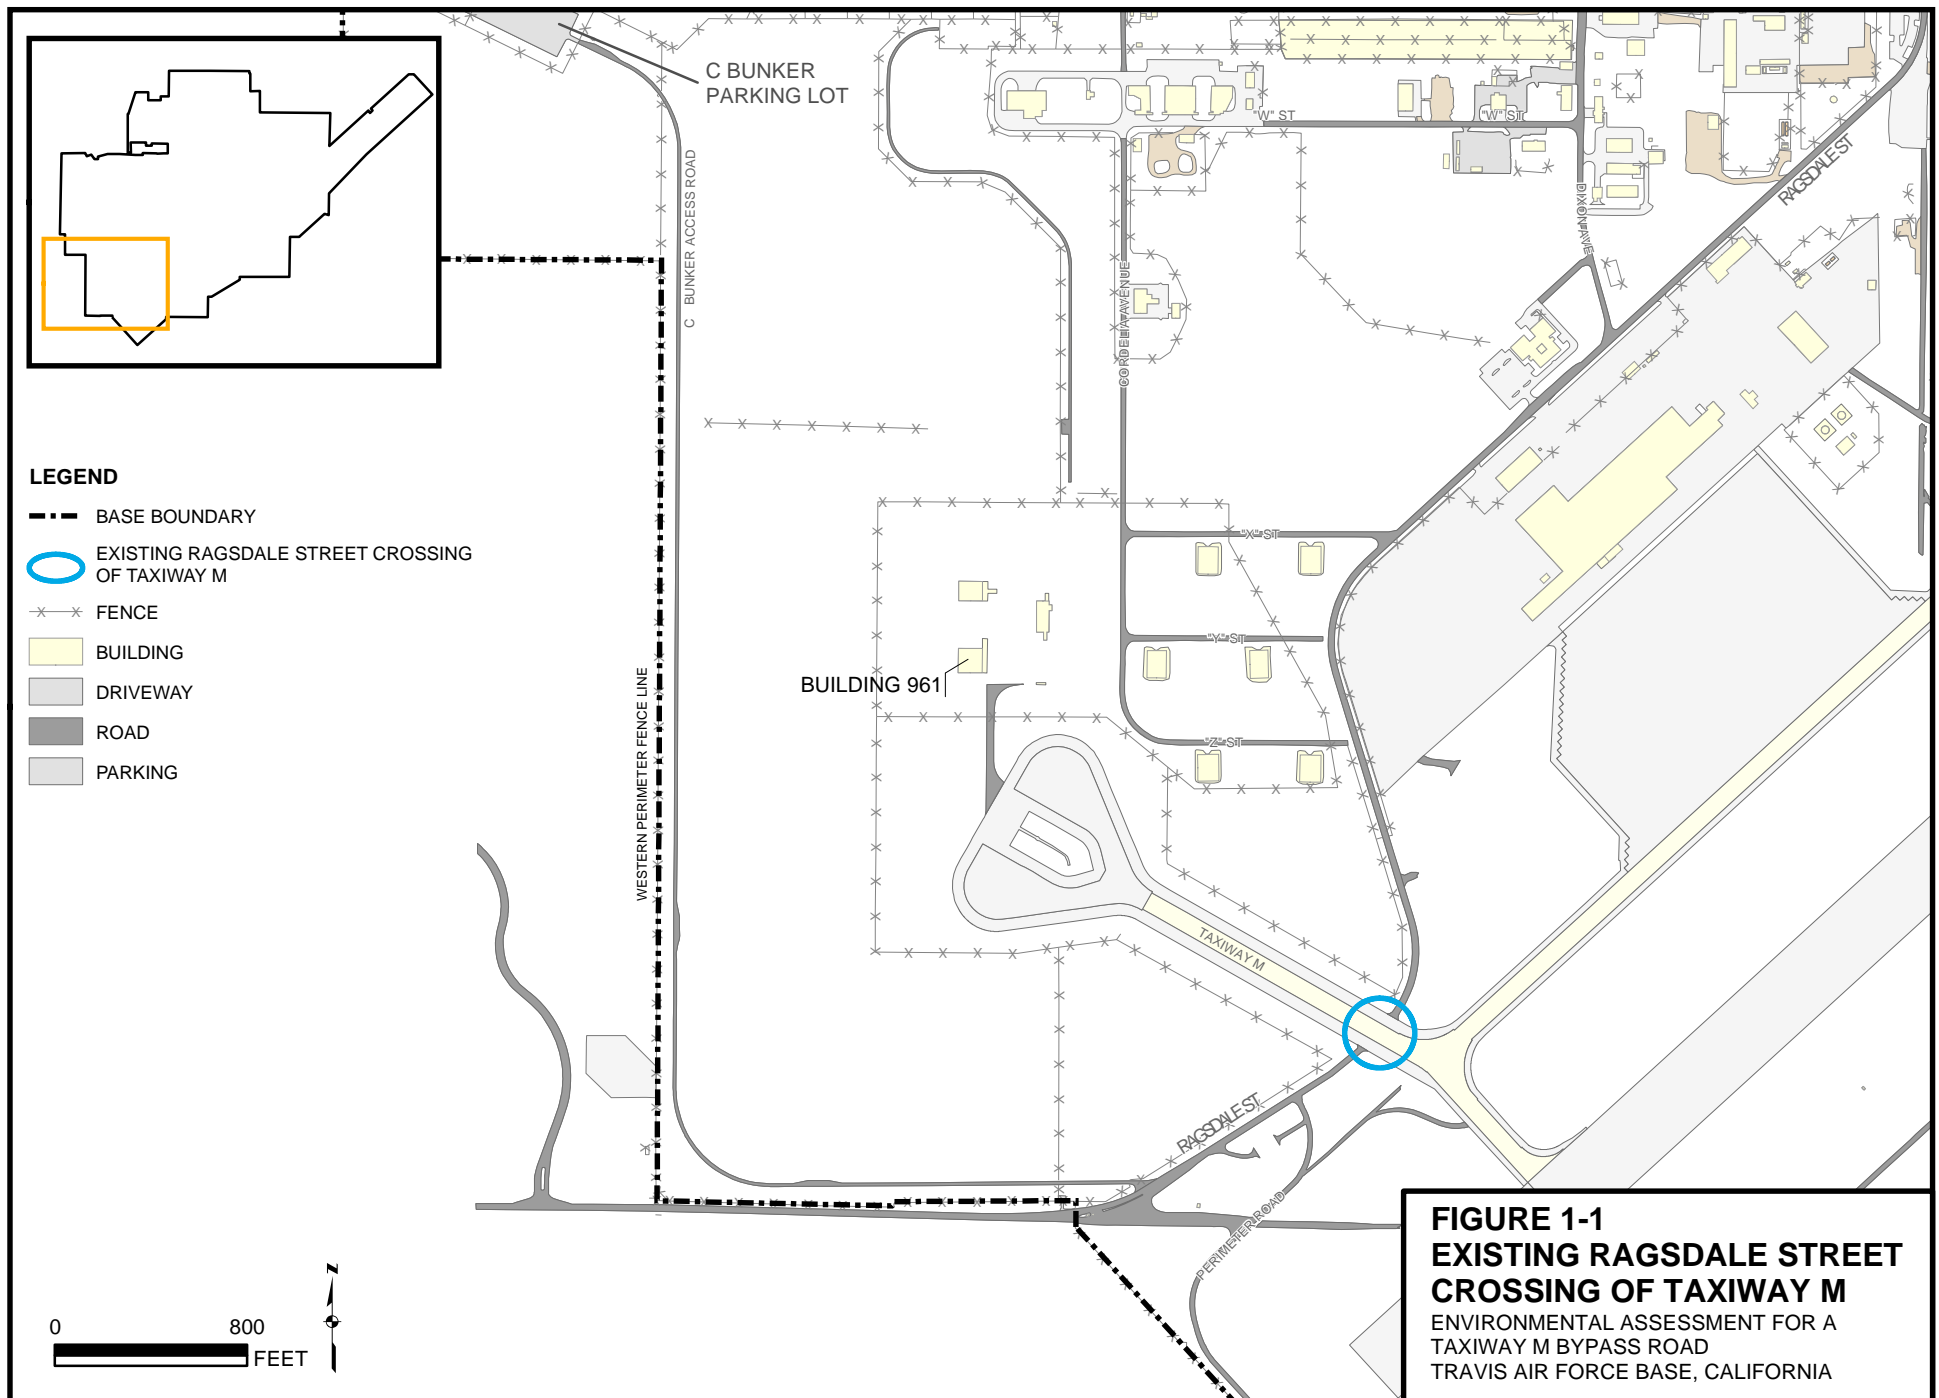 C BUNKER
PARKING LOT
"W" ST
"W" ST
RAGSDALE ST
C BUNKER ACCESS ROAD
DIXON AVE
CORDELIA AVENUE
LEGEND
BASE BOUNDARY
EXISTING RAGSDALE STREET CROSSING
OF TAXIWAY M
FENCE
BUILDING
DRIVEWAY
ROAD
PARKING
"X" ST
"Y" ST
BUILDING 961
"Z" ST
WESTERN PERIMETER FENCE LINE
TAXIWAY M
RAGSDALE ST
PERIMETER ROAD
N
0 800
FEET
FIGURE 1-1
EXISTING RAGSDALE STREET
CROSSING OF TAXIWAY M
ENVIRONMENTAL ASSESSMENT FOR A
TAXIWAY M BYPASS ROAD
TRAVIS AIR FORCE BASE, CALIFORNIA